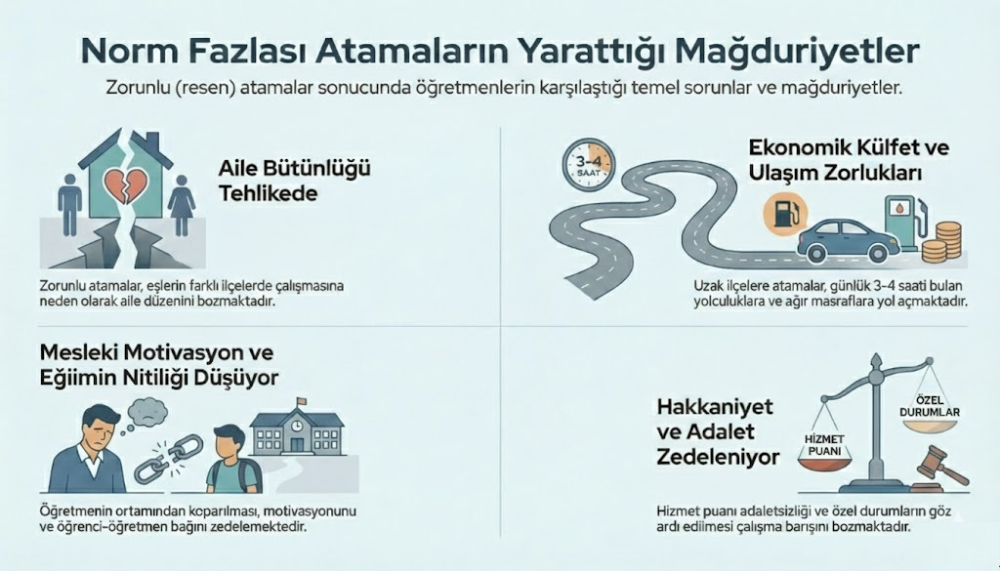 Norm Fazlası Atamaların Yarattığı Mağduriyetler
Zorunlu (resen) atamalar sonucunda öğretmenlerin karşılaştığı temel sorunlar ve mağduriyetler.
Aile Bütünlüğü
Tehlikede
Zorunlu atamalar, eşlerin farklı ilçelerde çalışmasına
neden olarak aile düzenini bozmaktadır.
3-4
SAAT
Ekonomik Külfet ve
Ulaşım Zorlukları
Uzak ilçelere atamalar, günlük 3-4 saati bulan
yolculuklara ve ağır masraflara yol açmaktadır.
Mesleki Motivasyon ve
Eğiimin Nitiliği Düşüyor
Öğretmenin ortamından koparılması, motivasyonunu
ve öğrenci-öğretmen bağını zedelemektedir.
Hakkaniyet
ve Adalet
Zedeleniyor
HİZMET
PUANI
ÖZEL
DURUMLAR
Hizmet puanı adaletsizliği ve özel durumların göz
ardı edilmesi çalışma barışını bozmaktadır.